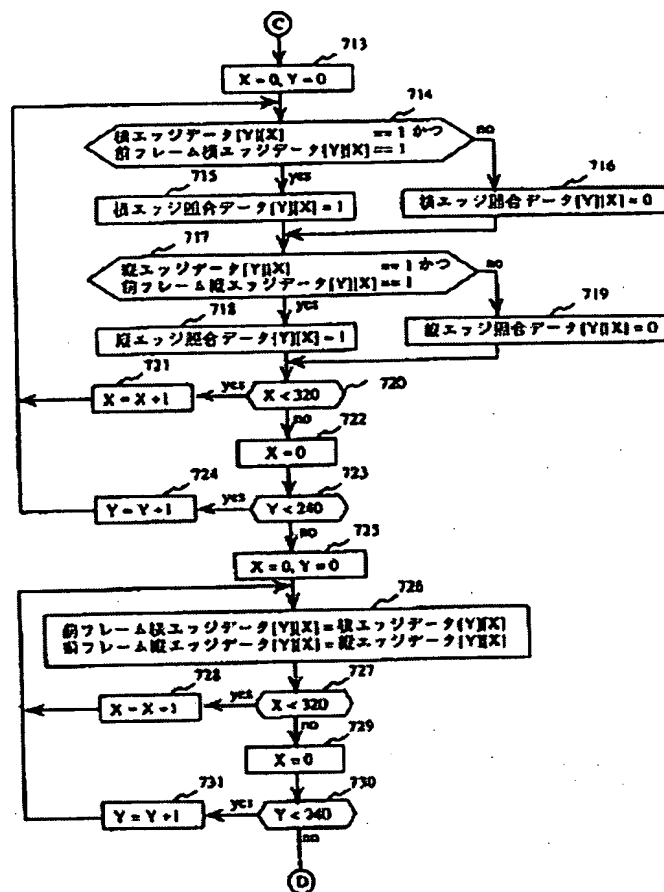 C
713
X=0, Y=0
714
横エッジデータ[Y][X] == 1 かつ
前フレーム横エッジデータ[Y][X] == 1
no
yes
715
716
横エッジ照合データ[Y][X] = 1
横エッジ照合データ[Y][X] = 0
717
縦エッジデータ[Y][X] == 1 かつ
前フレーム縦エッジデータ[Y][X] == 1
no
yes
718
719
縦エッジ照合データ[Y][X] = 1
縦エッジ照合データ[Y][X] = 0
721
720
X = X+1
yes
X < 320
no
722
X = 0
724
723
Y = Y+1
yes
Y < 240
no
725
X = 0, Y = 0
726
前フレーム横エッジデータ[Y][X] = 横エッジデータ[Y][X]
前フレーム縦エッジデータ[Y][X] = 縦エッジデータ[Y][X]
728
727
X = X+1
yes
X < 320
no
729
X = 0
731
730
Y = Y+1
yes
Y < 240
no
D